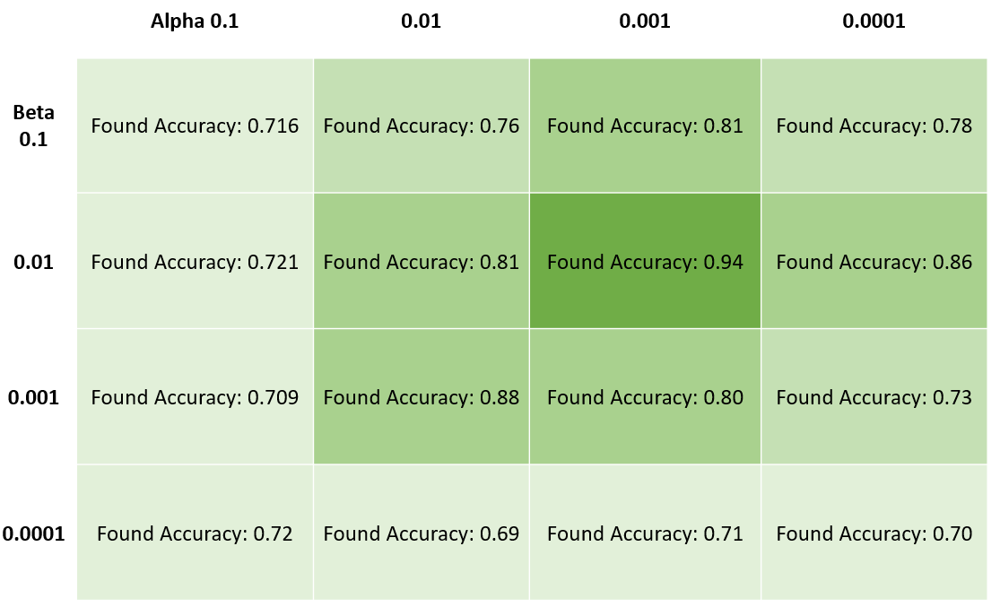 Alpha 0.1 0.01 0.001 0.0001
Beta
0.1
Found Accuracy: 0.716 Found Accuracy: 0.76 Found Accuracy: 0.81 Found Accuracy: 0.78
0.01 Found Accuracy: 0.721 Found Accuracy: 0.81 Found Accuracy: 0.94 Found Accuracy: 0.86
0.001 Found Accuracy: 0.709 Found Accuracy: 0.88 Found Accuracy: 0.80 Found Accuracy: 0.73
0.0001 Found Accuracy: 0.72 Found Accuracy: 0.69 Found Accuracy: 0.71 Found Accuracy: 0.70